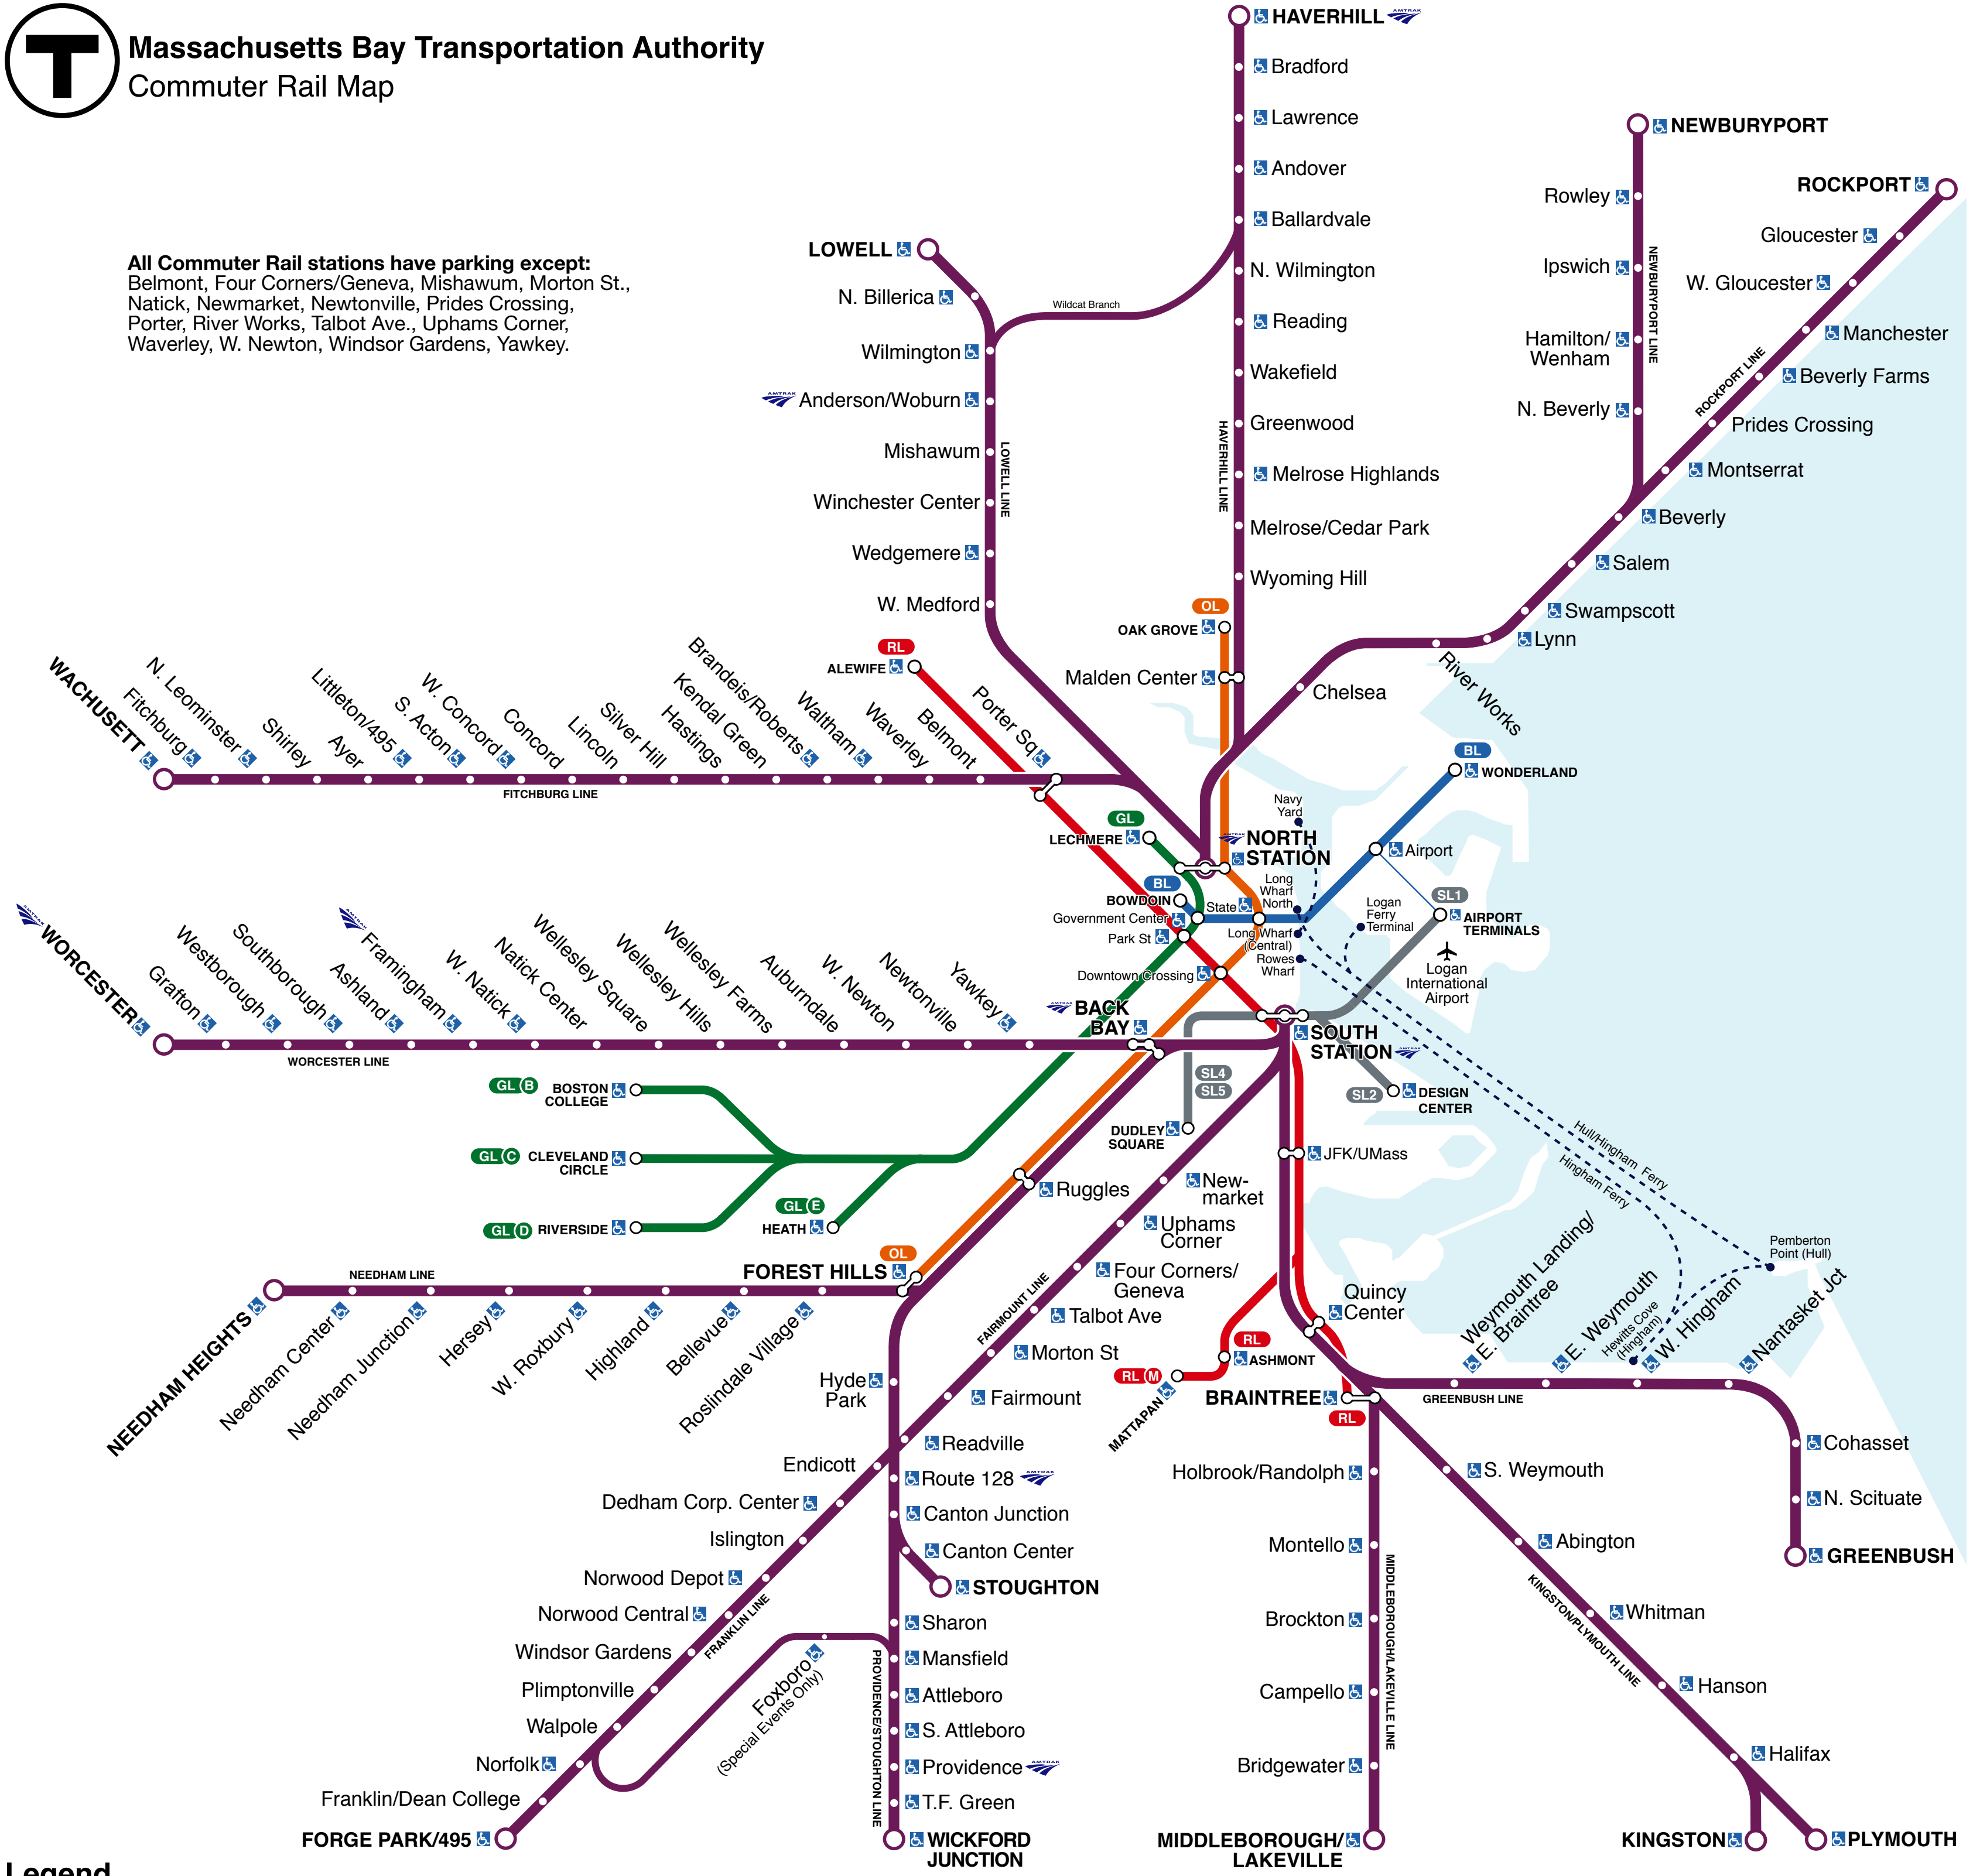 T
Massachusetts Bay Transportation Authority
Commuter Rail Map
All Commuter Rail stations have parking except:
Belmont, Four Corners/Geneva, Mishawum, Morton St.,
Natick, Newmarket, Newtonville, Prides Crossing,
Porter, River Works, Talbot Ave., Uphams Corner,
Waverley, W. Newton, Windsor Gardens, Yawkey.
HAVERHILL
AMTRAK
Bradford
Lawrence
Andover
Ballardvale
N. Wilmington
Reading
Wakefield
Greenwood
Melrose Highlands
Melrose/Cedar Park
Wyoming Hill
HAVERHILL LINE
OL
OAK GROVE
Malden Center
NEWBURYPORT
Rowley
Ipswich
Hamilton/
Wenham
N. Beverly
NEWBURYPORT LINE
ROCKPORT
Gloucester
W. Gloucester
Manchester
Beverly Farms
Prides Crossing
Montserrat
ROCKPORT LINE
Beverly
Salem
Swampscott
Lynn
River Works
Chelsea
LOWELL
N. Billerica
Wildcat Branch
Wilmington
AMTRAK
Anderson/Woburn
Mishawum
Winchester Center
Wedgemere
W. Medford
LOWELL LINE
RL
ALEWIFE
WACHUSETT
Fitchburg
N. Leominster
Shirley
Ayer
Littleton/495
S. Acton
W. Concord
Concord
Lincoln
Silver Hill
Hastings
Kendal Green
Brandeis/Roberts
Waltham
Waverley
Belmont
Porter Sq
FITCHBURG LINE
GL
LECHMERE
AMTRAK
NORTH
STATION
BL
BOWDOIN
Government Center
State
Park St
Downtown Crossing
Navy
Yard
Long
Wharf
North
Long Wharf
(Central)
Rowes
Wharf
Logan
Ferry
Terminal
BL
WONDERLAND
Airport
SL1
AIRPORT
TERMINALS
Logan
International
Airport
AMTRAK
WORCESTER
Grafton
Westborough
Southborough
Ashland
AMTRAK
Framingham
W. Natick
Natick Center
Wellesley Square
Wellesley Hills
Wellesley Farms
Auburndale
W. Newton
Newtonville
Yawkey
WORCESTER LINE
AMTRAK
BACK
BAY
SOUTH
STATION
AMTRAK
SL4
SL5
DUDLEY
SQUARE
SL2
DESIGN
CENTER
GL B
BOSTON
COLLEGE
GL C
CLEVELAND
CIRCLE
GL D
RIVERSIDE
GL E
HEATH
Ruggles
JFK/UMass
New-
market
Uphams
Corner
Four Corners/
Geneva
Talbot Ave
Morton St
Fairmount
Readville
FAIRMOUNT LINE
Hull/Hingham Ferry
Hingham Ferry
Pemberton
Point (Hull)
Hewitts Cove
(Hingham)
OL
FOREST HILLS
NEEDHAM LINE
NEEDHAM HEIGHTS
Needham Center
Needham Junction
Hersey
W. Roxbury
Highland
Bellevue
Roslindale Village
Hyde
Park
RL
ASHMONT
RL M
MATTAPAN
Quincy
Center
BRAINTREE
RL
Weymouth Landing/
E. Braintree
E. Weymouth
W. Hingham
Nantasket Jct
GREENBUSH LINE
Cohasset
N. Scituate
GREENBUSH
Endicott
Dedham Corp. Center
Islington
Norwood Depot
Norwood Central
Windsor Gardens
Plimptonville
Walpole
Norfolk
Franklin/Dean College
FORGE PARK/495
FRANKLIN LINE
Foxboro
(Special Events Only)
Route 128
AMTRAK
Canton Junction
Canton Center
STOUGHTON
Sharon
Mansfield
Attleboro
S. Attleboro
Providence
AMTRAK
T.F. Green
WICKFORD
JUNCTION
PROVIDENCE/STOUGHTON LINE
Holbrook/Randolph
Montello
Brockton
Campello
Bridgewater
MIDDLEBOROUGH/
LAKEVILLE
MIDDLEBOROUGH/LAKEVILLE LINE
S. Weymouth
Abington
Whitman
Hanson
Halifax
KINGSTON
PLYMOUTH
KINGSTON/PLYMOUTH LINE
Legend